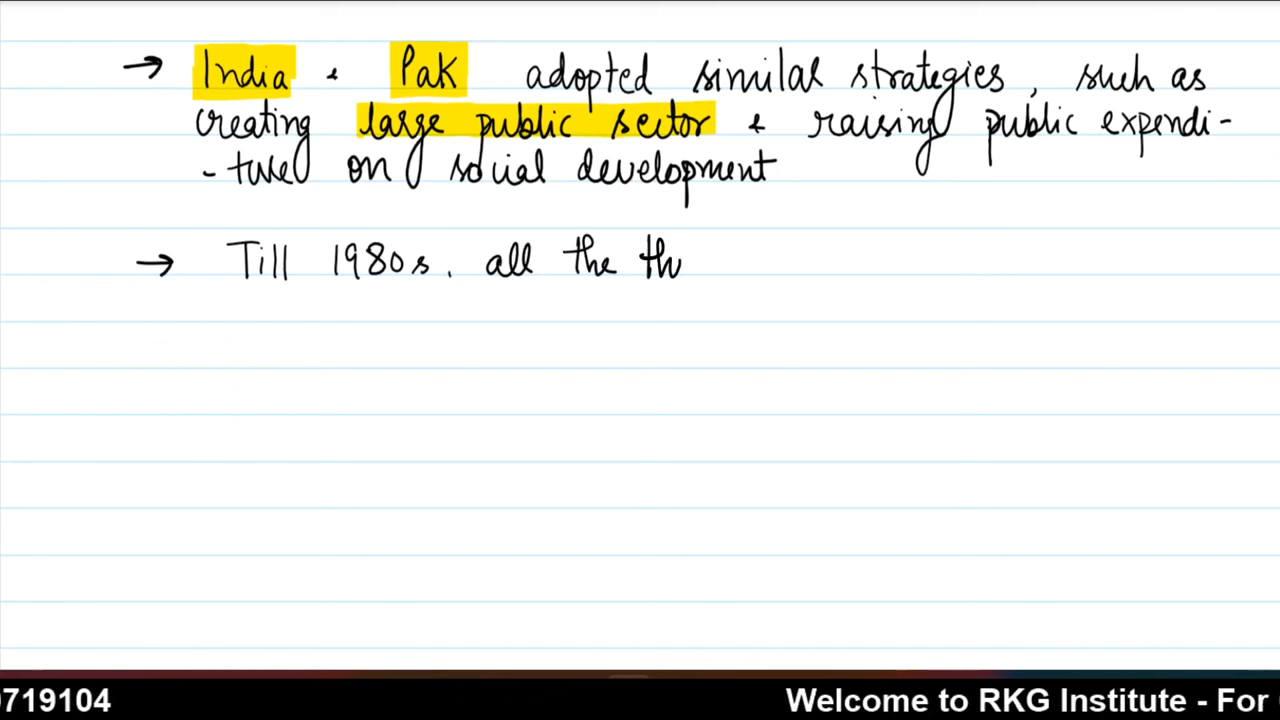 → India & Pak adopted similar strategies, such as
creating large public sector & raising public expendi-
-ture on social development
→ Till 1980s, all the th
0719104
Welcome to RKG Institute - For